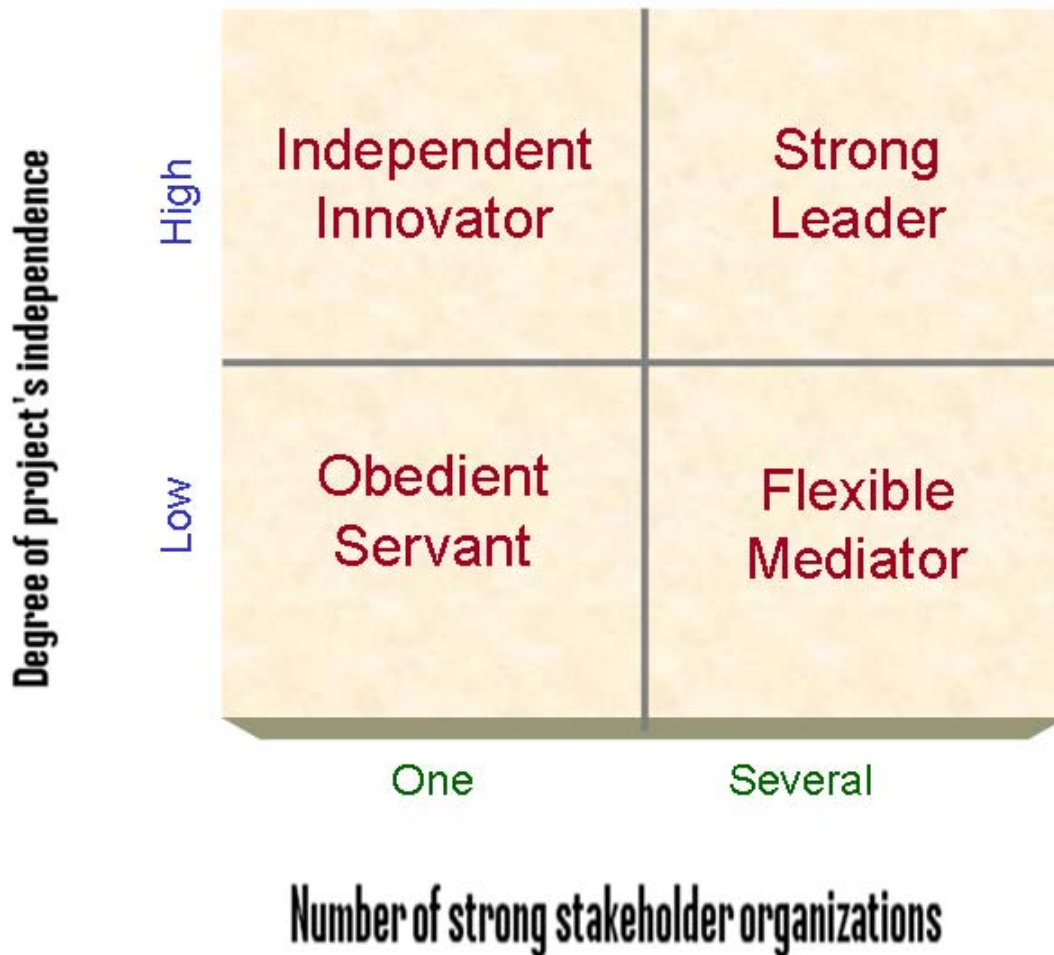 Degree of project's independence
High
Independent
Innovator
Strong
Leader
Low
Obedient
Servant
Flexible
Mediator
One
Several
Number of strong stakeholder organizations